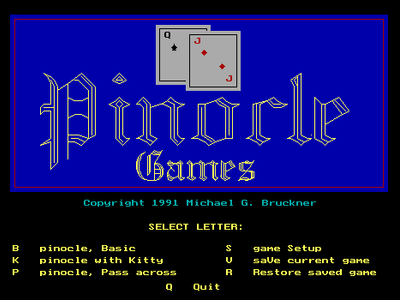 Q
J
J
Pinocle
Games
Copyright 1991 Michael G. Bruckner
SELECT LETTER:
B pinocle, Basic S game Setup
K pinocle with Kitty V saVe current game
P pinocle, Pass across R Restore saved game
Q Quit